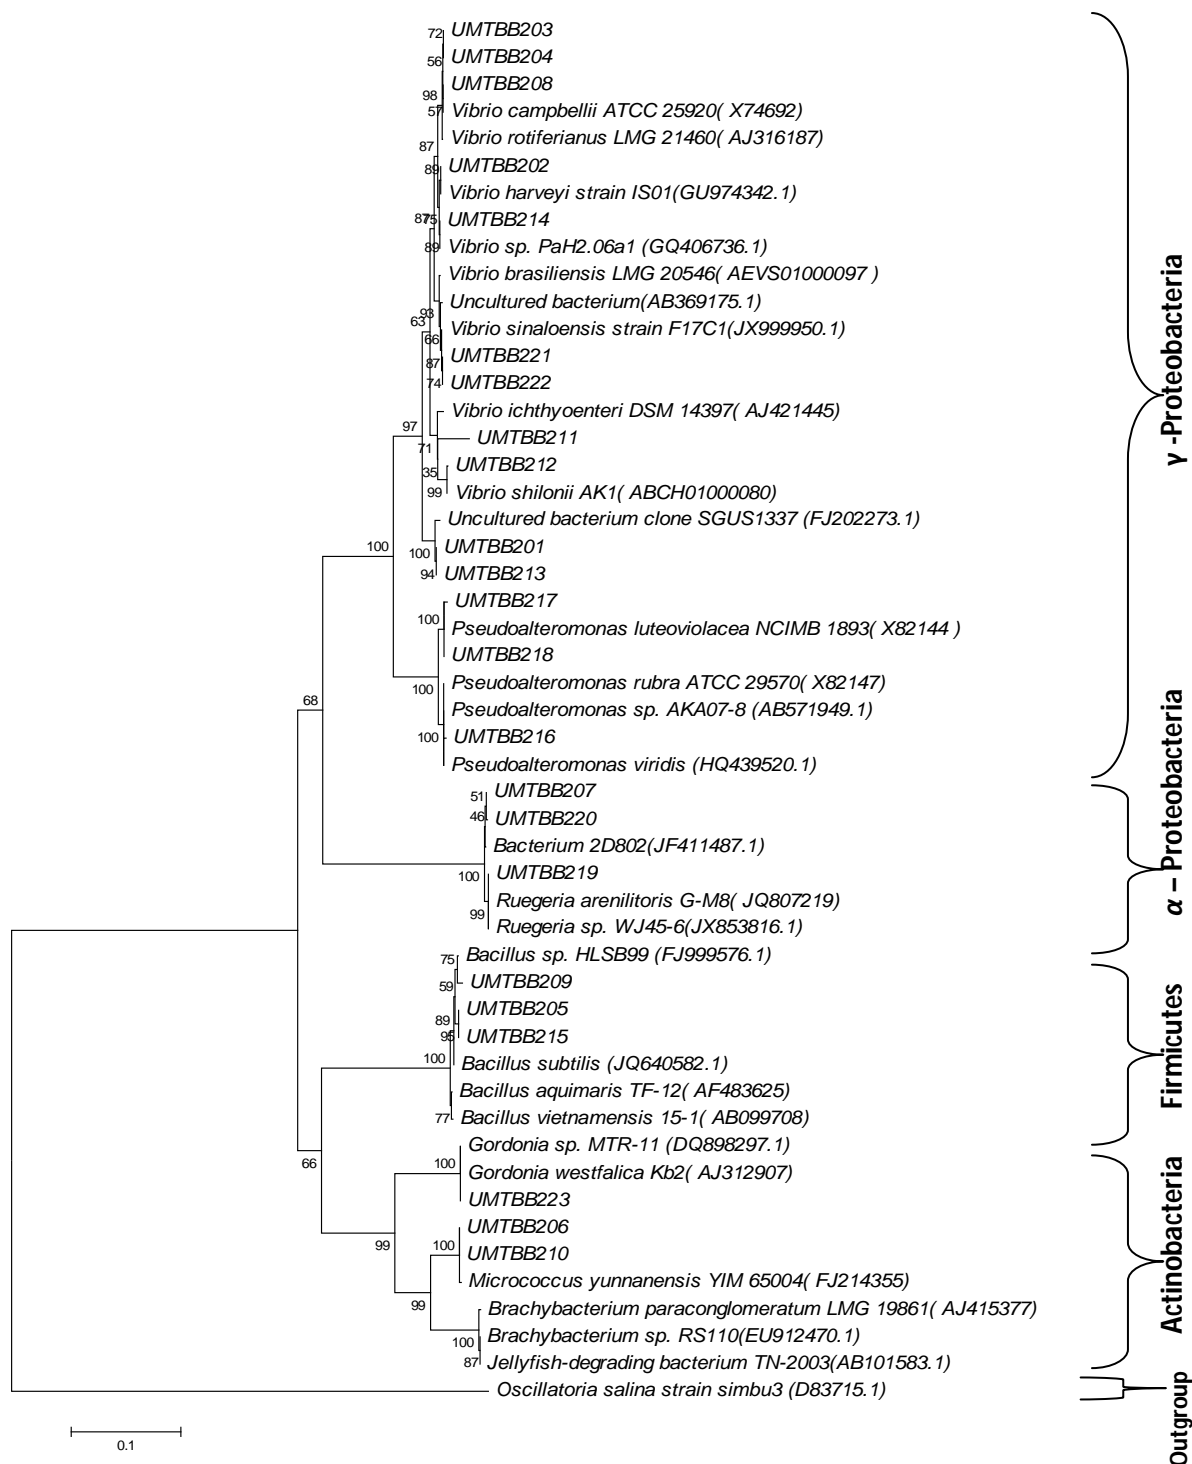 72
UMTBB203
56
UMTBB204
UMTBB208
98
57
Vibrio campbellii ATCC 25920( X74692)
Vibrio rotiferianus LMG 21460( AJ316187)
87
89
UMTBB202
Vibrio harveyi strain IS01(GU974342.1)
87
75
UMTBB214
89
Vibrio sp. PaH2.06a1 (GQ406736.1)
Vibrio brasiliensis LMG 20546( AEVS01000097 )
Uncultured bacterium(AB369175.1)
93
63
Vibrio sinaloensis strain F17C1(JX999950.1)
66
UMTBB221
87
74
UMTBB222
Vibrio ichthyoenteri DSM 14397( AJ421445)
97
UMTBB211
71
UMTBB212
35
99
Vibrio shilonii AK1( ABCH01000080)
Uncultured bacterium clone SGUS1337 (FJ202273.1)
100
100
UMTBB201
94
UMTBB213
UMTBB217
100
Pseudoalteromonas luteoviolacea NCIMB 1893( X82144 )
UMTBB218
100
Pseudoalteromonas rubra ATCC 29570( X82147)
68
Pseudoalteromonas sp. AKA07-8 (AB571949.1)
100
UMTBB216
Pseudoalteromonas viridis (HQ439520.1)
γ -Proteobacteria
51
UMTBB207
46
UMTBB220
Bacterium 2D802(JF411487.1)
100
UMTBB219
Ruegeria arenilitoris G-M8( JQ807219)
99
Ruegeria sp. WJ45-6(JX853816.1)
α – Proteobacteria
75
Bacillus sp. HLSB99 (FJ999576.1)
59
UMTBB209
UMTBB205
89
95
UMTBB215
100
Bacillus subtilis (JQ640582.1)
Bacillus aquimaris TF-12( AF483625)
77
Bacillus vietnamensis 15-1( AB099708)
Firmicutes
Gordonia sp. MTR-11 (DQ898297.1)
66
100
Gordonia westfalica Kb2( AJ312907)
UMTBB223
UMTBB206
99
100
UMTBB210
Micrococcus yunnanensis YIM 65004( FJ214355)
99
Brachybacterium paraconglomeratum LMG 19861( AJ415377)
100
Brachybacterium sp. RS110(EU912470.1)
87
Jellyfish-degrading bacterium TN-2003(AB101583.1)
Actinobacteria
Oscillatoria salina strain simbu3 (D83715.1)
Outgroup
0.1